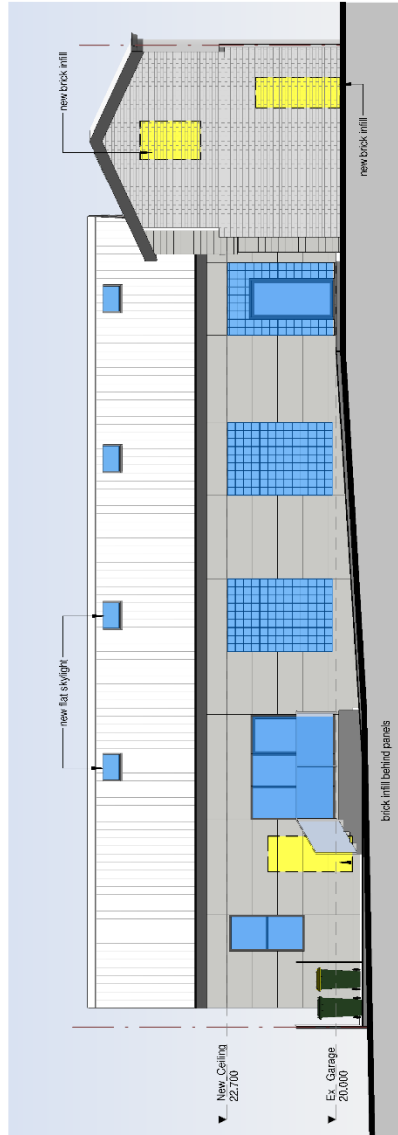 new flat skylight
new brick infill
New_Ceiling
22.700
Ex_Garage
20.000
brick infill behind panels
new brick infill